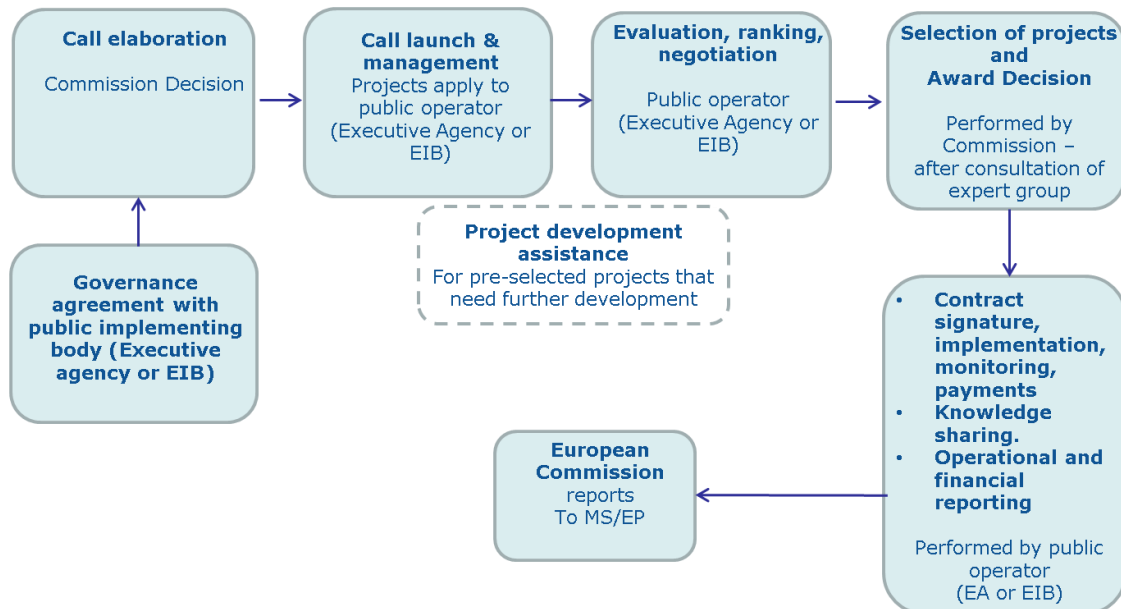 Call elaboration
Commission Decision
Call launch &
management
Projects apply to
public operator
(Executive Agency or
EIB)
Evaluation, ranking,
negotiation
Public operator
(Executive Agency or
EIB)
Selection of projects
and
Award Decision
Performed by
Commission –
after consultation of
expert group
Project development
assistance
For pre-selected projects that
need further development
Governance
agreement with
public implementing
body (Executive
agency or EIB)
• Contract
signature,
implementation,
monitoring,
payments
• Knowledge
sharing.
• Operational and
financial
reporting
Performed by public
operator
(EA or EIB)
European
Commission
reports
To MS/EP